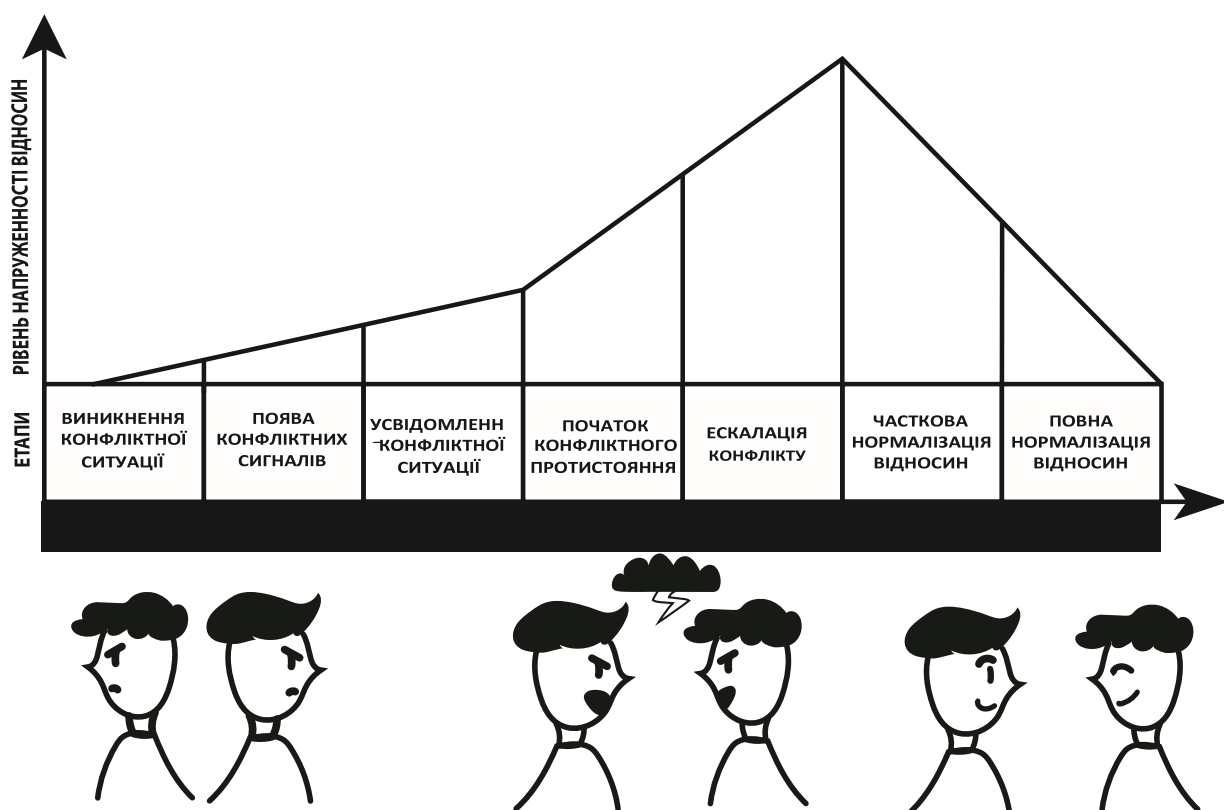 РІВЕНЬ НАПРУЖЕННОСТІ ВІДНОСИН
ЕТАПИ
ВИНИКНЕННЯ
КОНФЛІКТНОЇ
СИТУАЦІЇ
ПОЯВА
КОНФЛІКТНИХ
СИГНАЛІВ
УСВІДОМЛЕНН
КОНФЛІКТНОЇ
СИТУАЦІЇ
ПОЧАТОК
КОНФЛІКТНОГО
ПРОТИСТОЯННЯ
ЕСКАЛАЦІЯ
КОНФЛІКТУ
ЧАСТКОВА
НОРМАЛІЗАЦІЯ
ВІДНОСИН
ПОВНА
НОРМАЛІЗАЦІЯ
ВІДНОСИН